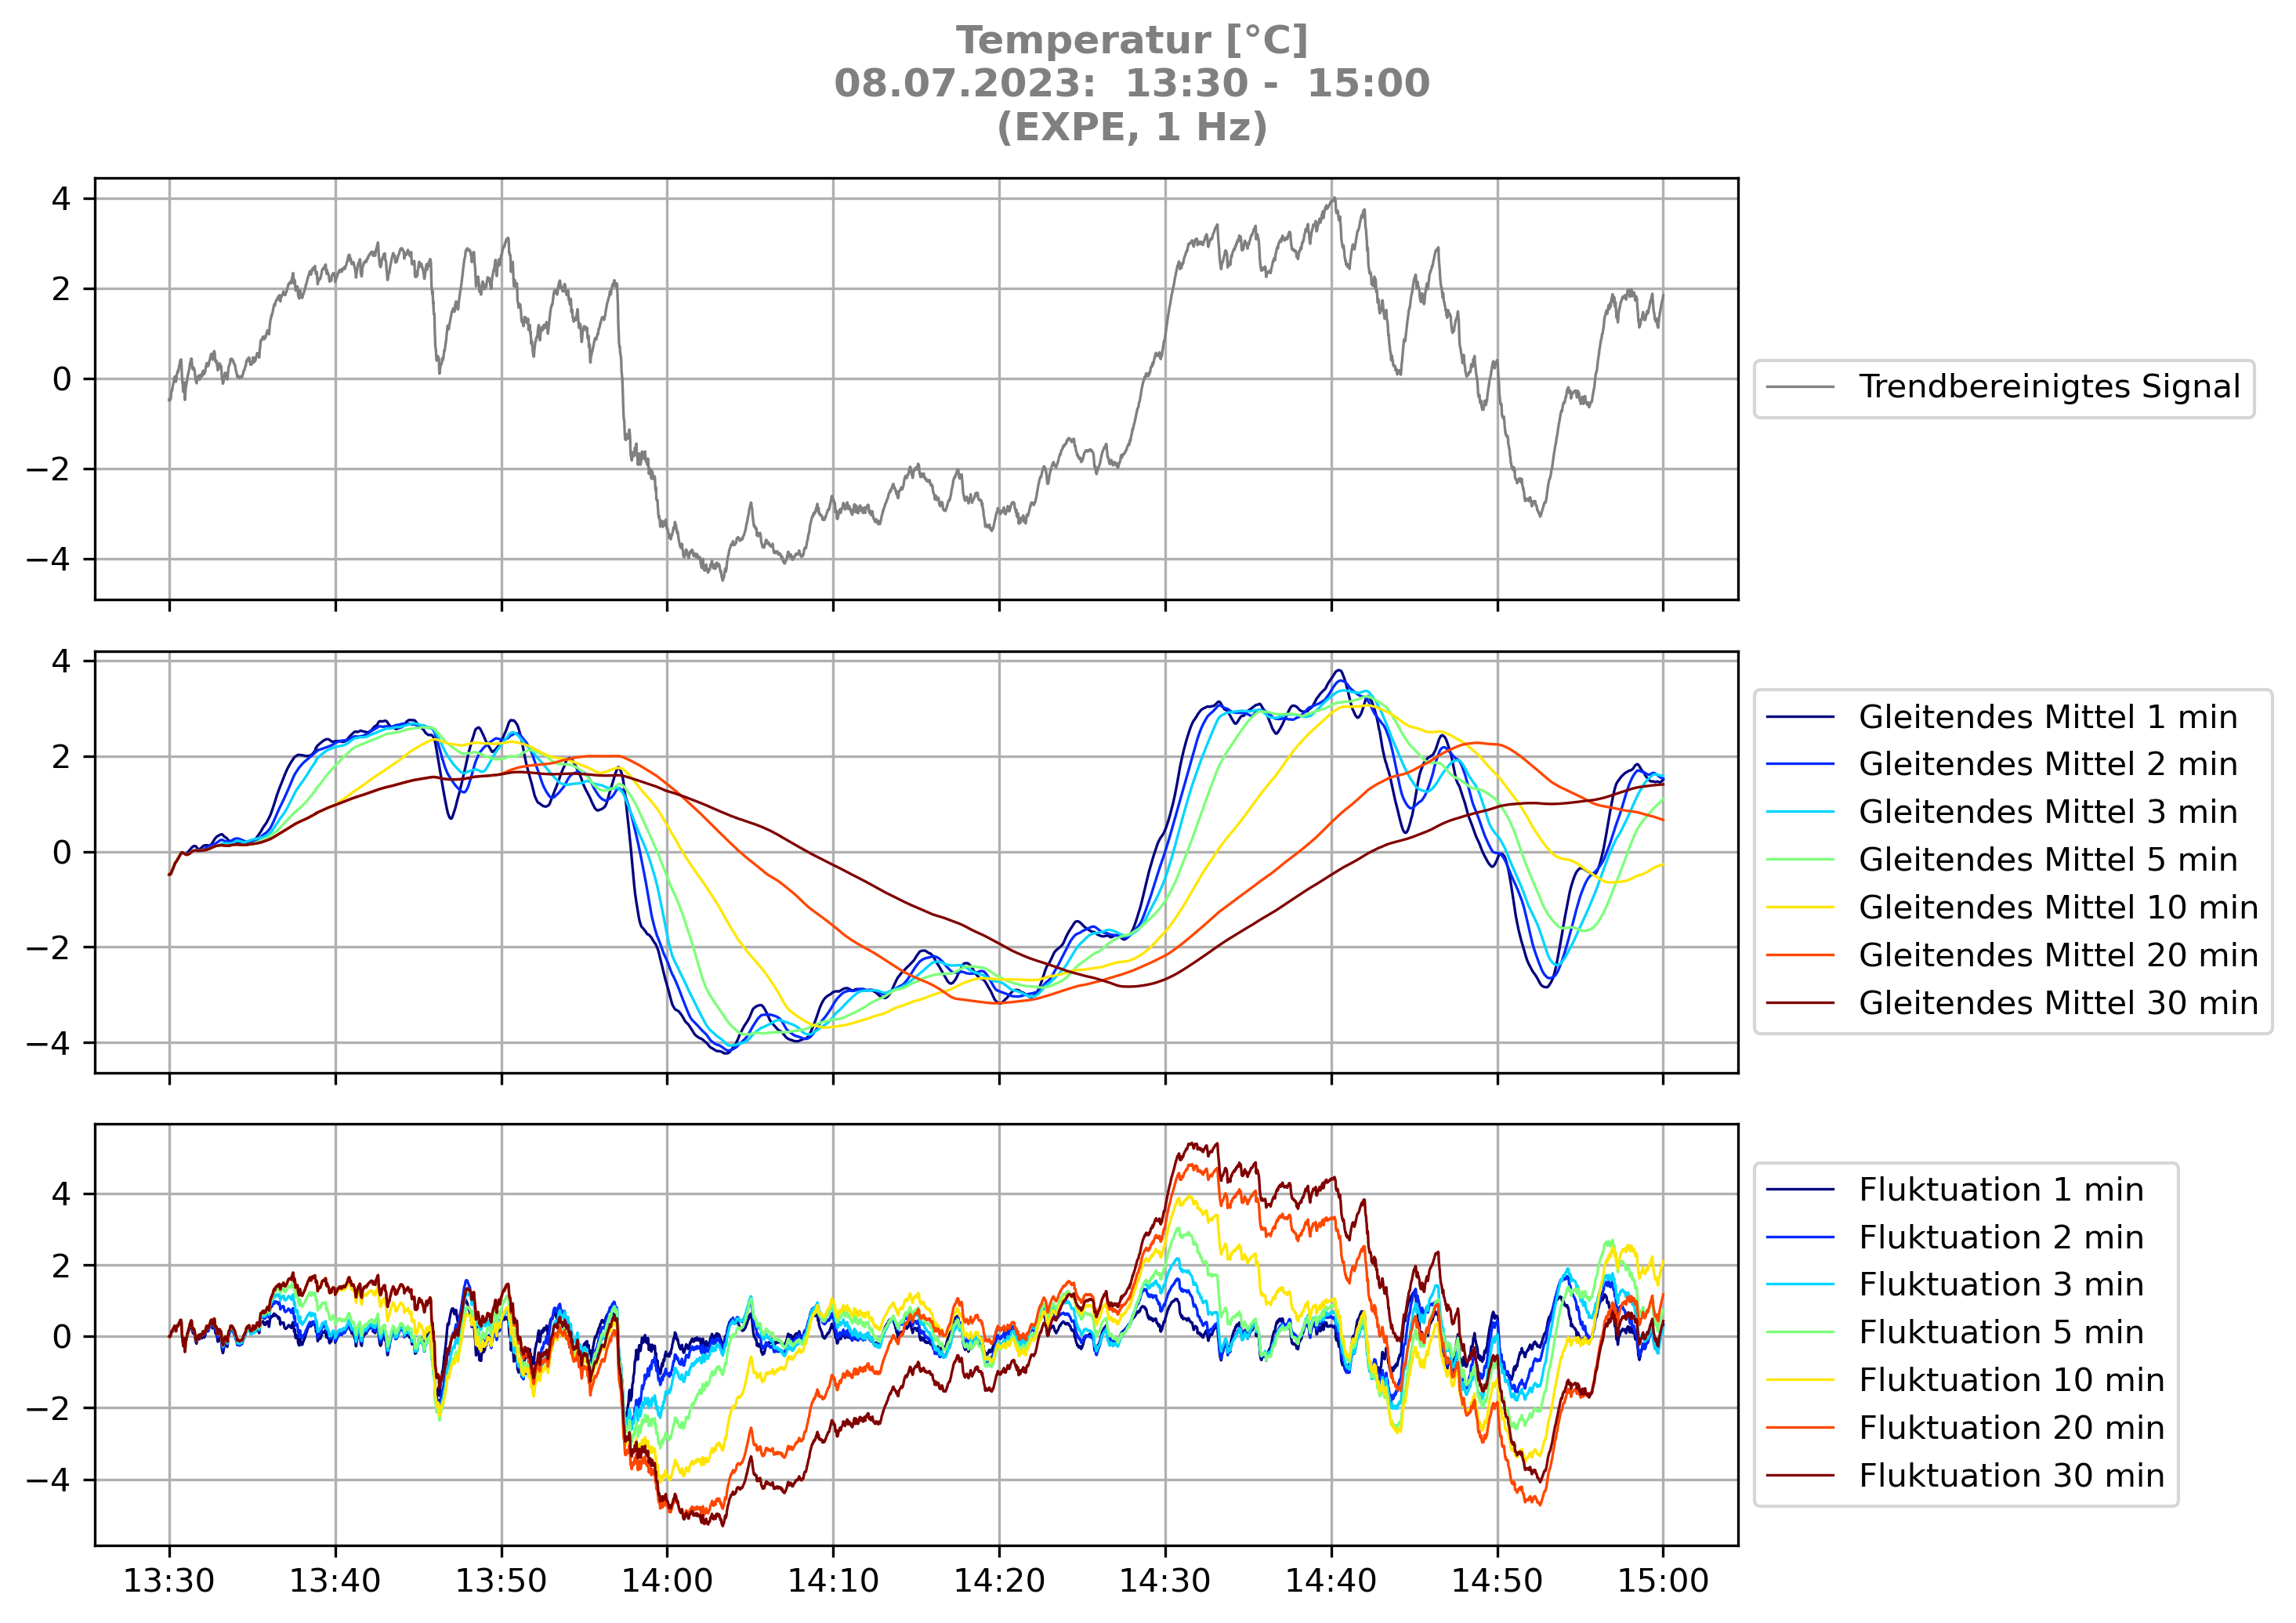 Temperatur [°C]
08.07.2023:  13:30 -  15:00
(EXPE, 1 Hz)
4
2
0
−2
−4
Trendbereinigtes Signal
4
2
0
−2
−4
Gleitendes Mittel 1 min
Gleitendes Mittel 2 min
Gleitendes Mittel 3 min
Gleitendes Mittel 5 min
Gleitendes Mittel 10 min
Gleitendes Mittel 20 min
Gleitendes Mittel 30 min
4
2
0
−2
−4
Fluktuation 1 min
Fluktuation 2 min
Fluktuation 3 min
Fluktuation 5 min
Fluktuation 10 min
Fluktuation 20 min
Fluktuation 30 min
13:30 13:40 13:50 14:00 14:10 14:20 14:30 14:40 14:50 15:00